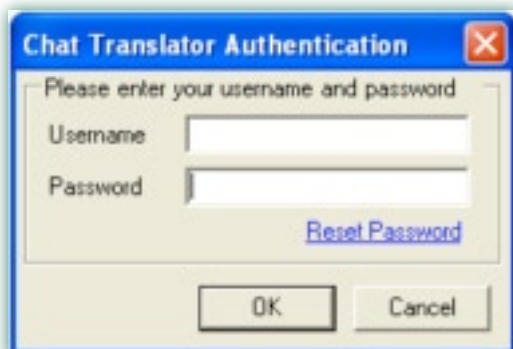 Chat Translator Authentication
Please enter your username and password
Username
Password
Reset Password
OK Cancel